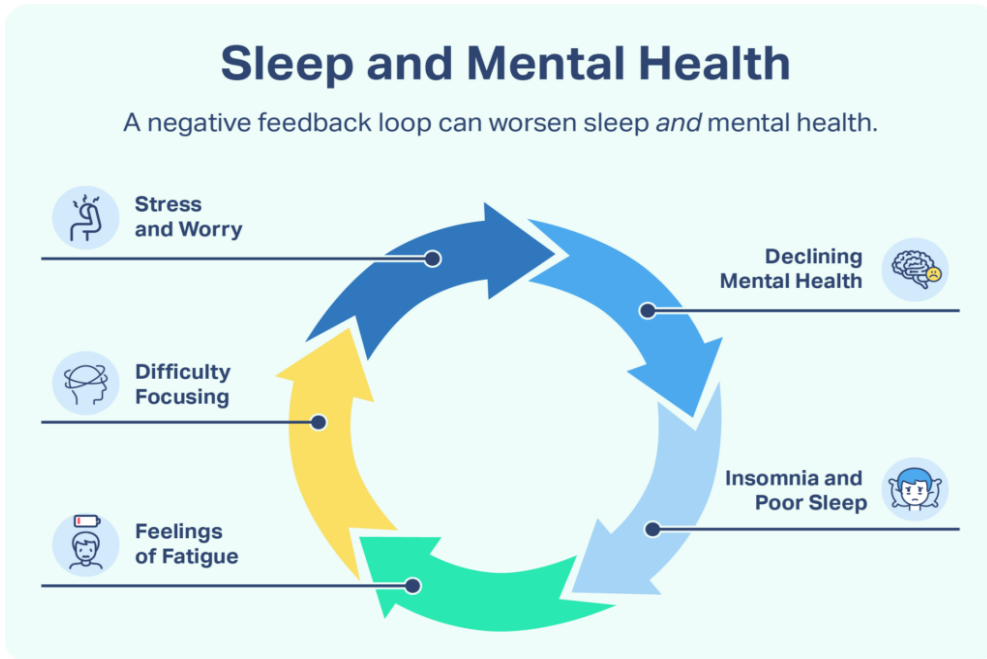 Sleep and Mental Health
A negative feedback loop can worsen sleep and mental health.
Stress
and Worry
Declining
Mental Health
Difficulty
Focusing
Insomnia and
Poor Sleep
Feelings
of Fatigue